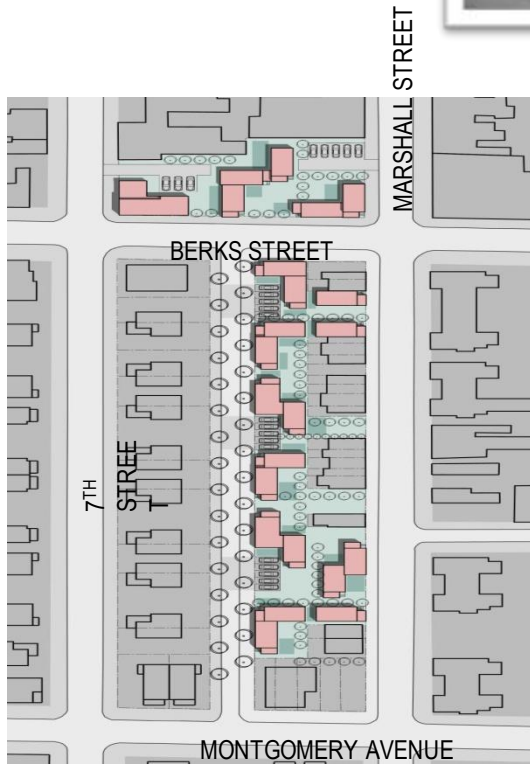 MARSHALL STREET
BERKS STREET
7TH
STREE
T
MONTGOMERY AVENUE